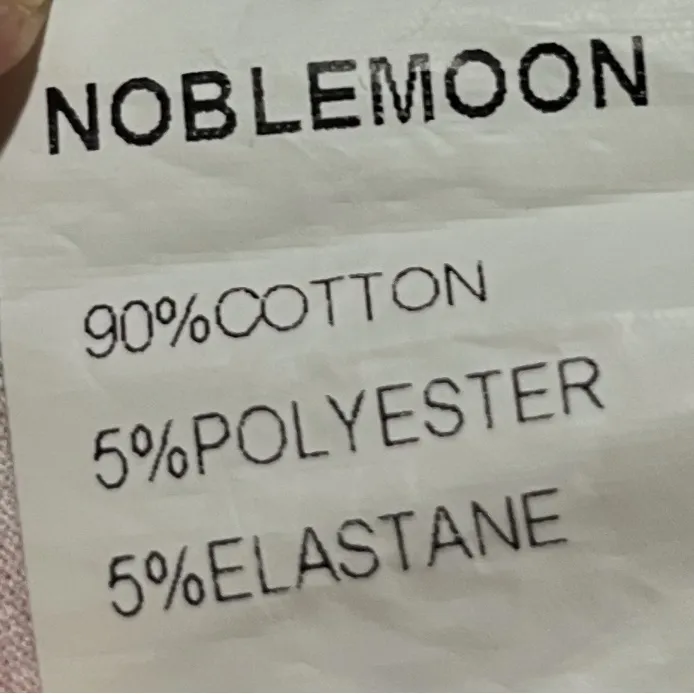 NOBLEMOON
90%COTTON
5%POLYESTER
5%ELASTANE